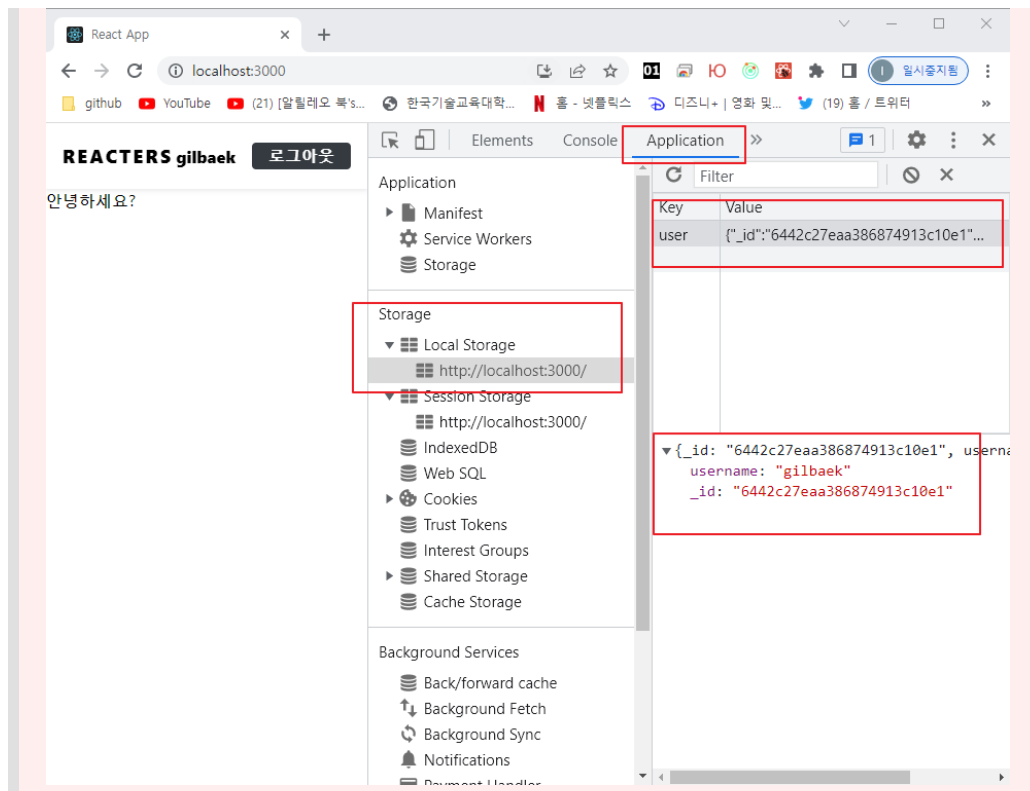 React App
localhost:3000
01
일시중지됨
github
YouTube
(21) [알릴레오 북's...
한국기술교육대학...
홈 - 넷플릭스
디즈니+ | 영화 및...
(19) 홈 / 트위터
»
REACTERS gilbaek 로그아웃
안녕하세요?
Elements
Console
Application
»
1
Application
Manifest
Service Workers
Storage
Storage
Local Storage
http://localhost:3000/
Session Storage
http://localhost:3000/
IndexedDB
Web SQL
Cookies
Trust Tokens
Interest Groups
Shared Storage
Cache Storage
Background Services
Back/forward cache
Background Fetch
Background Sync
Notifications
Payment Handler
Filter
Key Value
user {"_id":"6442c27eaa386874913c10e1"...
{_id: "6442c27eaa386874913c10e1", userna
username: "gilbaek"
_id: "6442c27eaa386874913c10e1"